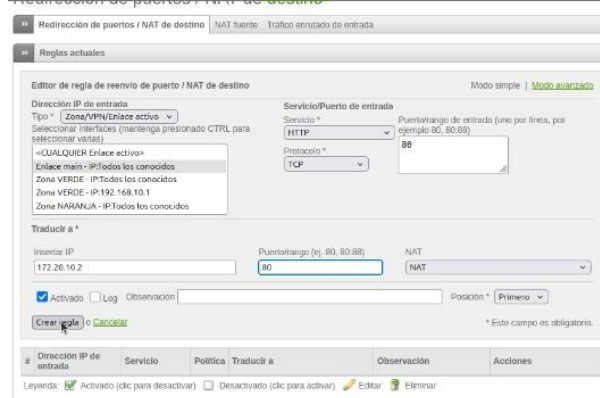 Redirección de puertos / NAT de destino
» Redirección de puertos / NAT de destino NAT fuente Tráfico enrutado de entrada
» Reglas actuales
Editor de regla de reenvío de puerto / NAT de destino Modo simple | Modo avanzado
Dirección IP de entrada Servicio/Puerto de entrada
Tipo * Zona/VPN/Enlace activo Servicio * Puerto/rango de entrada (uno por línea, por
Seleccionar interfaces (mantenga presionado CTRL para HTTP ejemplo 80, 80:88)
seleccionar varias) Protocolo * 80
<CUALQUIER Enlace activo> TCP
Enlace main - IP:Todos los conocidos
Zona VERDE - IP:Todos los conocidos
Zona VERDE - IP:192.168.10.1
Zona NARANJA - IP:Todos los conocidos
Traducir a *
Insertar IP Puerto/rango (ej. 80, 80:88) NAT
172.20.10.2 80 NAT
Activado Log Observación Posición * Primero
Crear regla o Cancelar * Este campo es obligatorio.
# Dirección IP de entrada Servicio Política Traducir a Observación Acciones
Leyenda: Activado (clic para desactivar) Desactivado (clic para activar) Editar Eliminar